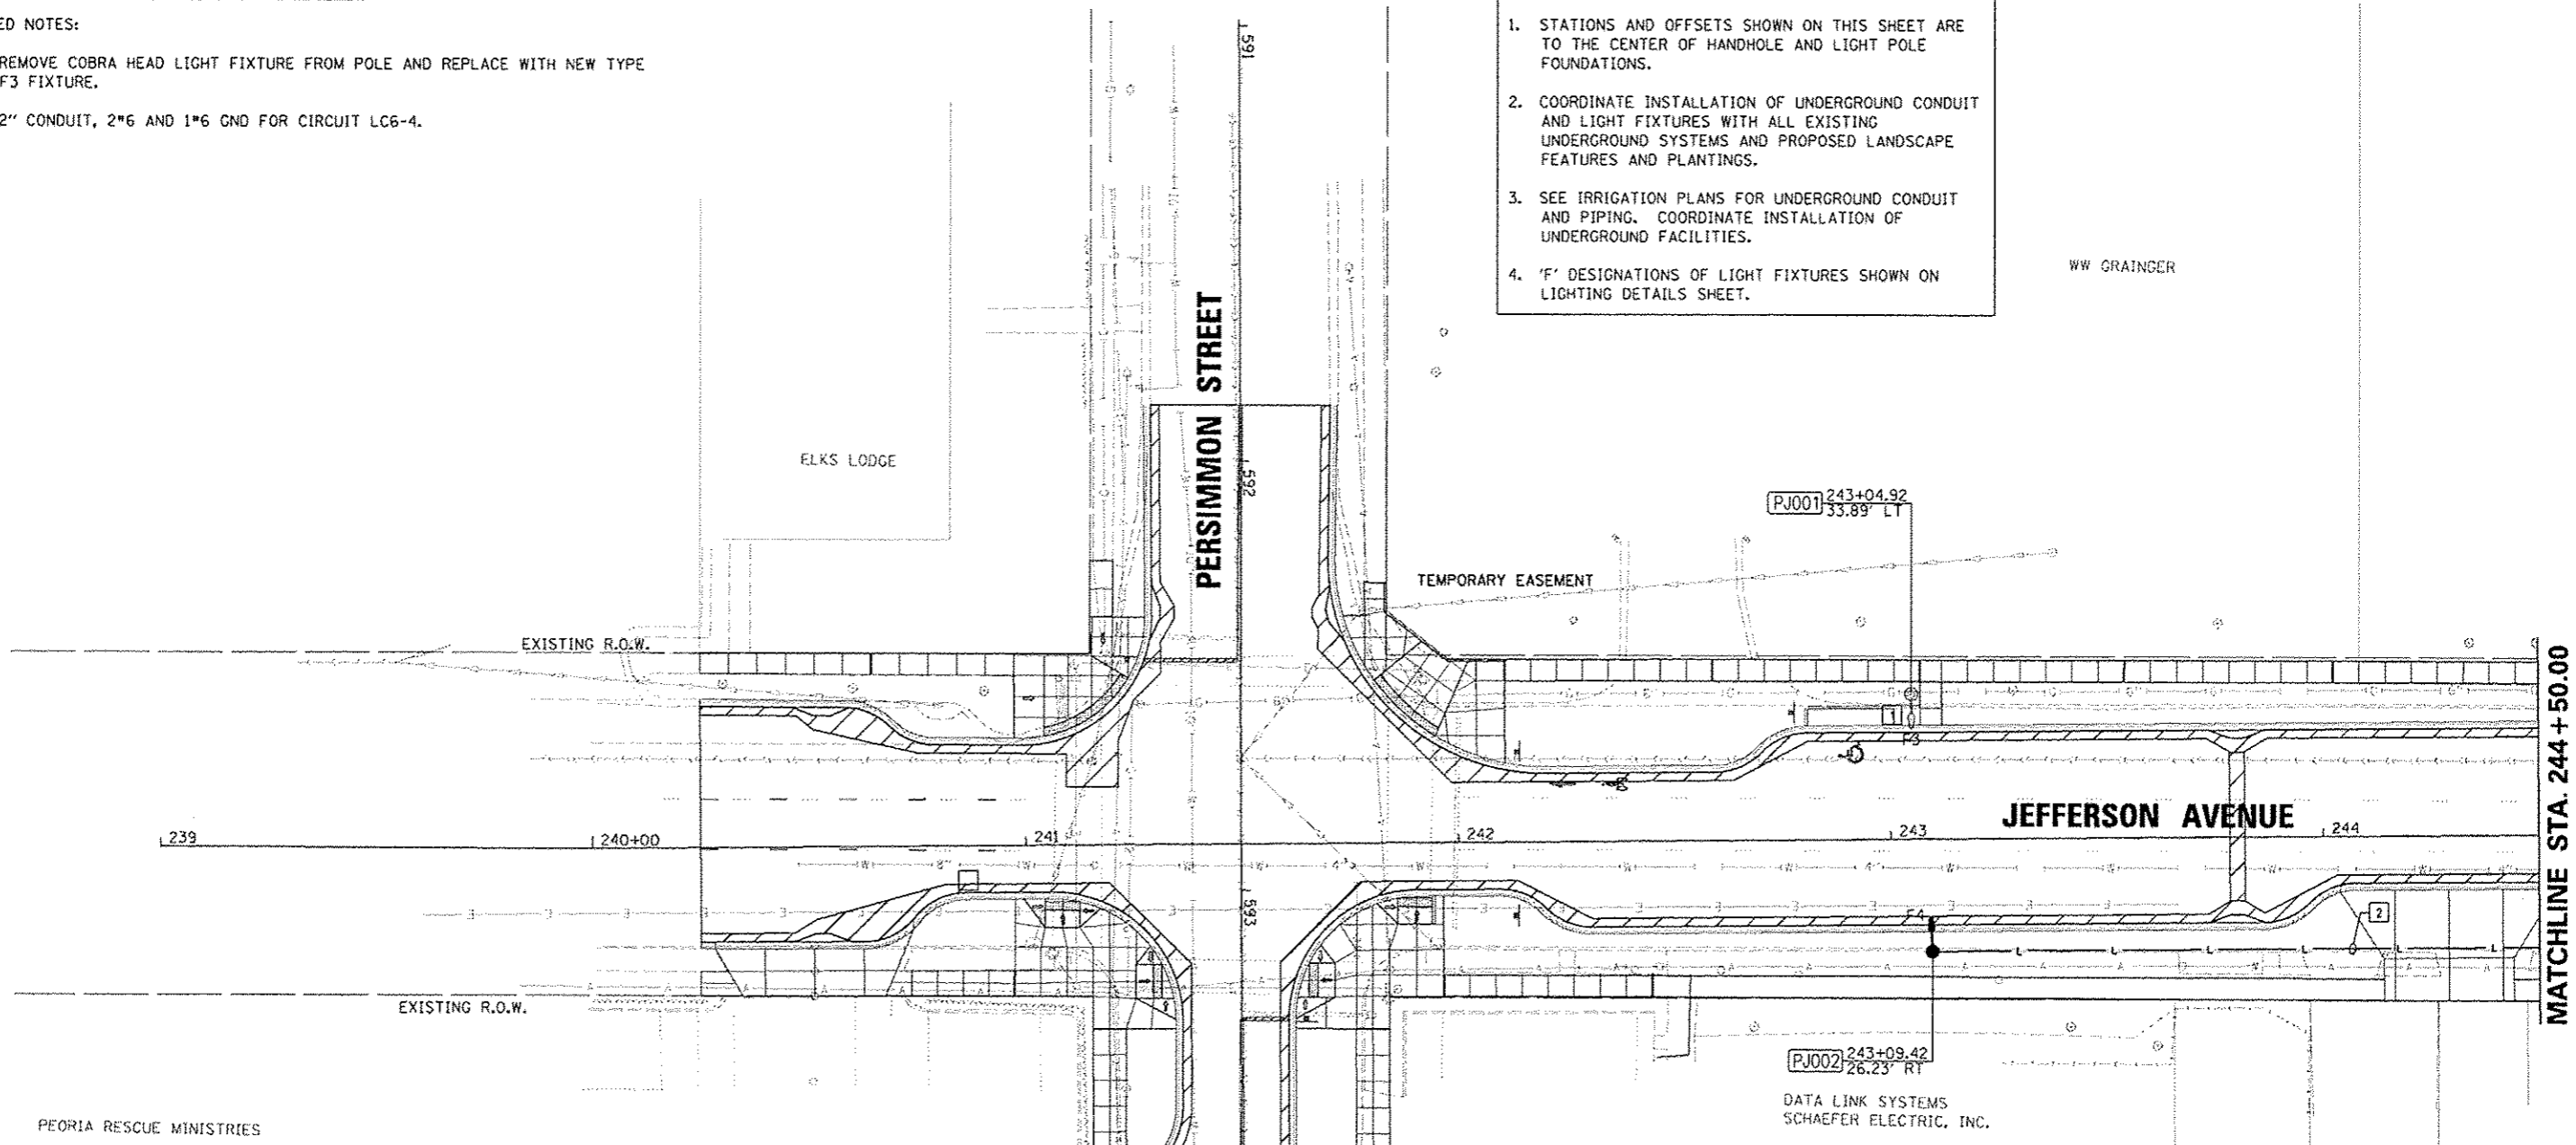 ED NOTES:
REMOVE COBRA HEAD LIGHT FIXTURE FROM POLE AND REPLACE WITH NEW TYPE
F3 FIXTURE.
2" CONDUIT, 2#6 AND 1#6 GND FOR CIRCUIT LC6-4.
1. STATIONS AND OFFSETS SHOWN ON THIS SHEET ARE
TO THE CENTER OF HANDHOLE AND LIGHT POLE
FOUNDATIONS.
2. COORDINATE INSTALLATION OF UNDERGROUND CONDUIT
AND LIGHT FIXTURES WITH ALL EXISTING
UNDERGROUND SYSTEMS AND PROPOSED LANDSCAPE
FEATURES AND PLANTINGS.
3. SEE IRRIGATION PLANS FOR UNDERGROUND CONDUIT
AND PIPING. COORDINATE INSTALLATION OF
UNDERGROUND FACILITIES.
4. 'F' DESIGNATIONS OF LIGHT FIXTURES SHOWN ON
LIGHTING DETAILS SHEET.
591
WW GRAINGER
PERSIMMON STREET
ELKS LODGE
592
PJ001 243+04.92
33.89' LT
TEMPORARY EASEMENT
EXISTING R.O.W.
1
F3
JEFFERSON AVENUE
239
240+00
241
242
243
244
MATCHLINE STA. 244+50.00
593
F4
2
EXISTING R.O.W.
PJ002 243+09.42
26.23' RT
DATA LINK SYSTEMS
SCHAEFER ELECTRIC, INC.
PEORIA RESCUE MINISTRIES